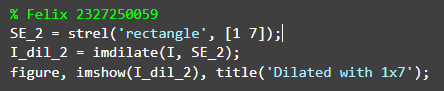 % Felix 2327250059
SE_2 = strel('rectangle', [1 7]);
I_dil_2 = imdilate(I, SE_2);
figure, imshow(I_dil_2), title('Dilated with 1x7');